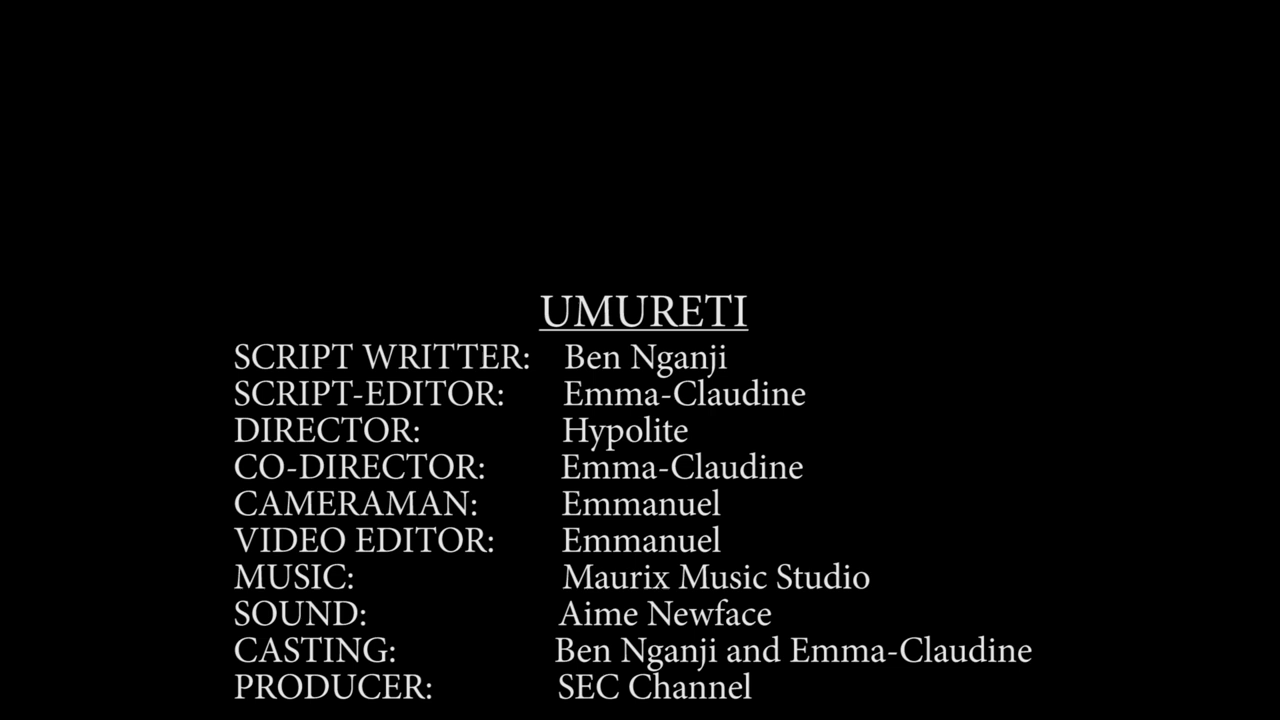 UMURETI
SCRIPT WRITTER: Ben Nganji
SCRIPT-EDITOR: Emma-Claudine
DIRECTOR: Hypolite
CO-DIRECTOR: Emma-Claudine
CAMERAMAN: Emmanuel
VIDEO EDITOR: Emmanuel
MUSIC: Maurix Music Studio
SOUND: Aime Newface
CASTING: Ben Nganji and Emma-Claudine
PRODUCER: SEC Channel